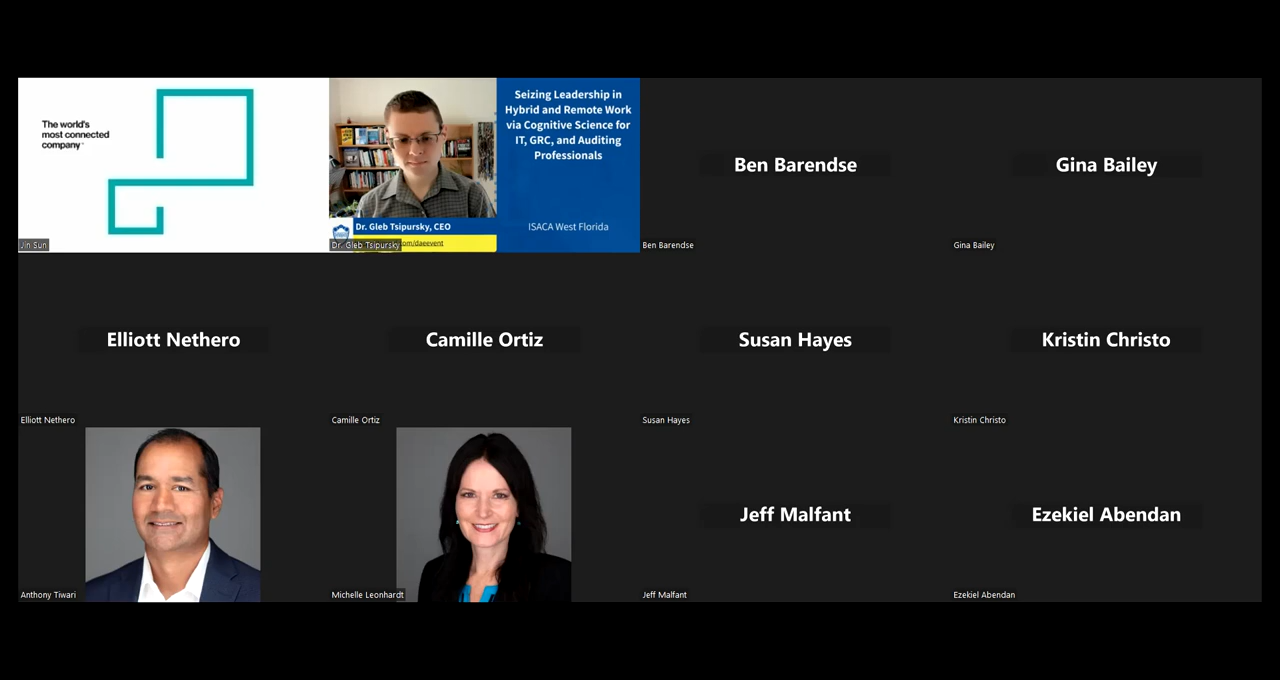 The world's
most connected
company
Jin Sun
Seizing Leadership in
Hybrid and Remote Work
via Cognitive Science for
IT, GRC, and Auditing
Professionals
ISACA West Florida
Dr. Gleb Tsipursky, CEO
om/daeevent
Dr. Gleb Tsipursky
Ben Barendse
Ben Barendse
Gina Bailey
Gina Bailey
Elliott Nethero
Elliott Nethero
Camille Ortiz
Camille Ortiz
Susan Hayes
Susan Hayes
Kristin Christo
Kristin Christo
Anthony Tiwari
Michelle Leonhardt
Jeff Malfant
Jeff Malfant
Ezekiel Abendan
Ezekiel Abendan